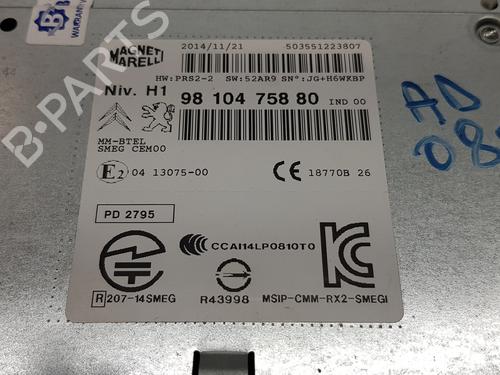 WARRANTY
MAGNETI
MARELLI
2014/11/21 503551223807
HW:PRS2-2 SW:52AR9 SN°:JG+H6WKBP
Niv. H1 98 104 758 80 IND 00
MM-BTEL
SMEG CEM00
E2 04 13075-00 CE 18770B 26
PD 2795
CCAI14LP0810T0
R 207-14SMEG R43998 MSIP-CMM-RX2-SMEGI
AD
08
B-PARTS